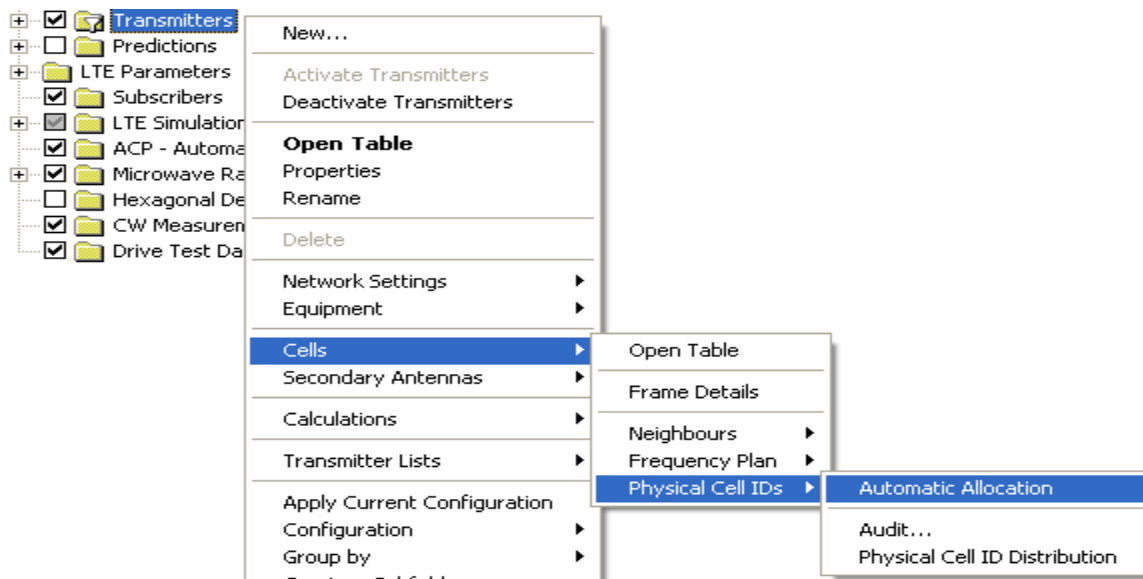 Transmitters
Predictions
LTE Parameters
Subscribers
LTE Simulation
ACP - Automa
Microwave Ra
Hexagonal De
CW Measuren
Drive Test Da
New...
Activate Transmitters
Deactivate Transmitters
Open Table
Properties
Rename
Delete
Network Settings
Equipment
Cells
Secondary Antennas
Calculations
Transmitter Lists
Apply Current Configuration
Configuration
Group by
Open Table
Frame Details
Neighbours
Frequency Plan
Physical Cell IDs
Automatic Allocation
Audit...
Physical Cell ID Distribution